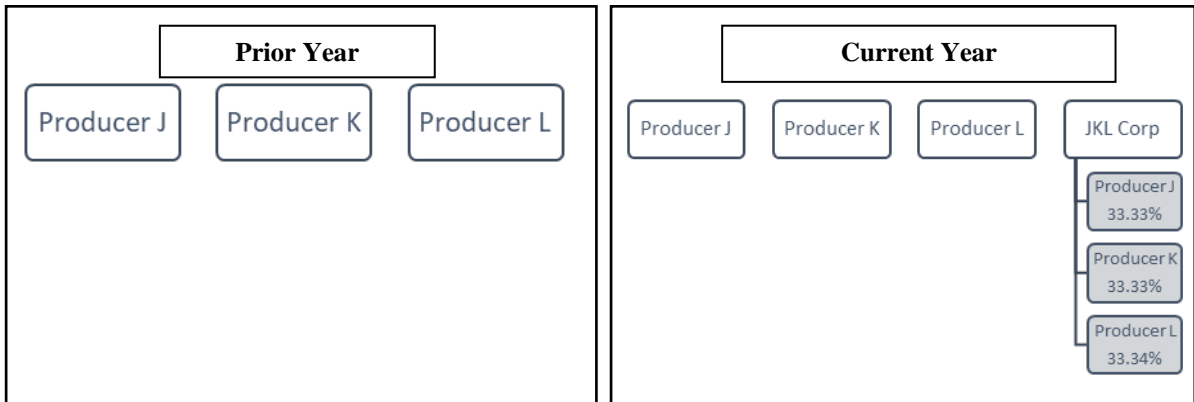 Prior Year
Producer J
Producer K
Producer L
Current Year
Producer J
Producer K
Producer L
JKL Corp
Producer J
33.33%
Producer K
33.33%
Producer L
33.34%